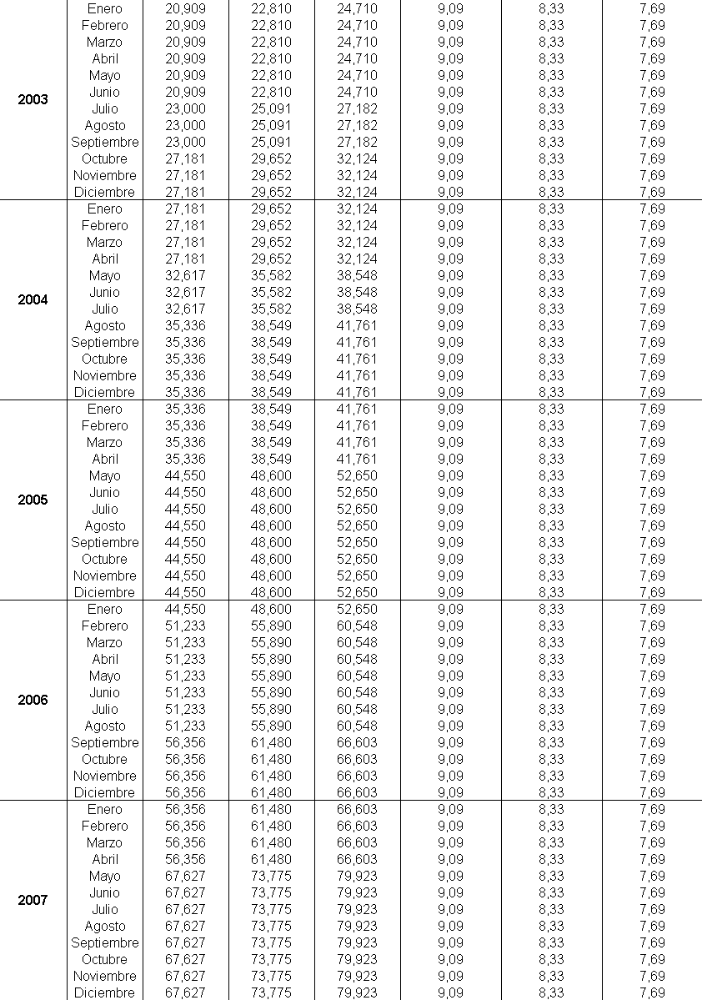 Enero 20,909 22,810 24,710 9,09 8,33 7,69
Febrero 20,909 22,810 24,710 9,09 8,33 7,69
Marzo 20,909 22,810 24,710 9,09 8,33 7,69
Abril 20,909 22,810 24,710 9,09 8,33 7,69
Mayo 20,909 22,810 24,710 9,09 8,33 7,69
Junio 20,909 22,810 24,710 9,09 8,33 7,69
2003
Julio 23,000 25,091 27,182 9,09 8,33 7,69
Agosto 23,000 25,091 27,182 9,09 8,33 7,69
Septiembre 23,000 25,091 27,182 9,09 8,33 7,69
Octubre 27,181 29,652 32,124 9,09 8,33 7,69
Noviembre 27,181 29,652 32,124 9,09 8,33 7,69
Diciembre 27,181 29,652 32,124 9,09 8,33 7,69
Enero 27,181 29,652 32,124 9,09 8,33 7,69
Febrero 27,181 29,652 32,124 9,09 8,33 7,69
Marzo 27,181 29,652 32,124 9,09 8,33 7,69
Abril 27,181 29,652 32,124 9,09 8,33 7,69
Mayo 32,617 35,582 38,548 9,09 8,33 7,69
Junio 32,617 35,582 38,548 9,09 8,33 7,69
2004
Julio 32,617 35,582 38,548 9,09 8,33 7,69
Agosto 35,336 38,549 41,761 9,09 8,33 7,69
Septiembre 35,336 38,549 41,761 9,09 8,33 7,69
Octubre 35,336 38,549 41,761 9,09 8,33 7,69
Noviembre 35,336 38,549 41,761 9,09 8,33 7,69
Diciembre 35,336 38,549 41,761 9,09 8,33 7,69
Enero 35,336 38,549 41,761 9,09 8,33 7,69
Febrero 35,336 38,549 41,761 9,09 8,33 7,69
Marzo 35,336 38,549 41,761 9,09 8,33 7,69
Abril 35,336 38,549 41,761 9,09 8,33 7,69
Mayo 44,550 48,600 52,650 9,09 8,33 7,69
Junio 44,550 48,600 52,650 9,09 8,33 7,69
2005
Julio 44,550 48,600 52,650 9,09 8,33 7,69
Agosto 44,550 48,600 52,650 9,09 8,33 7,69
Septiembre 44,550 48,600 52,650 9,09 8,33 7,69
Octubre 44,550 48,600 52,650 9,09 8,33 7,69
Noviembre 44,550 48,600 52,650 9,09 8,33 7,69
Diciembre 44,550 48,600 52,650 9,09 8,33 7,69
Enero 44,550 48,600 52,650 9,09 8,33 7,69
Febrero 51,233 55,890 60,548 9,09 8,33 7,69
Marzo 51,233 55,890 60,548 9,09 8,33 7,69
Abril 51,233 55,890 60,548 9,09 8,33 7,69
Mayo 51,233 55,890 60,548 9,09 8,33 7,69
Junio 51,233 55,890 60,548 9,09 8,33 7,69
2006
Julio 51,233 55,890 60,548 9,09 8,33 7,69
Agosto 51,233 55,890 60,548 9,09 8,33 7,69
Septiembre 56,356 61,480 66,603 9,09 8,33 7,69
Octubre 56,356 61,480 66,603 9,09 8,33 7,69
Noviembre 56,356 61,480 66,603 9,09 8,33 7,69
Diciembre 56,356 61,480 66,603 9,09 8,33 7,69
Enero 56,356 61,480 66,603 9,09 8,33 7,69
Febrero 56,356 61,480 66,603 9,09 8,33 7,69
Marzo 56,356 61,480 66,603 9,09 8,33 7,69
Abril 56,356 61,480 66,603 9,09 8,33 7,69
Mayo 67,627 73,775 79,923 9,09 8,33 7,69
Junio 67,627 73,775 79,923 9,09 8,33 7,69
2007
Julio 67,627 73,775 79,923 9,09 8,33 7,69
Agosto 67,627 73,775 79,923 9,09 8,33 7,69
Septiembre 67,627 73,775 79,923 9,09 8,33 7,69
Octubre 67,627 73,775 79,923 9,09 8,33 7,69
Noviembre 67,627 73,775 79,923 9,09 8,33 7,69
Diciembre 67,627 73,775 79,923 9,09 8,33 7,69